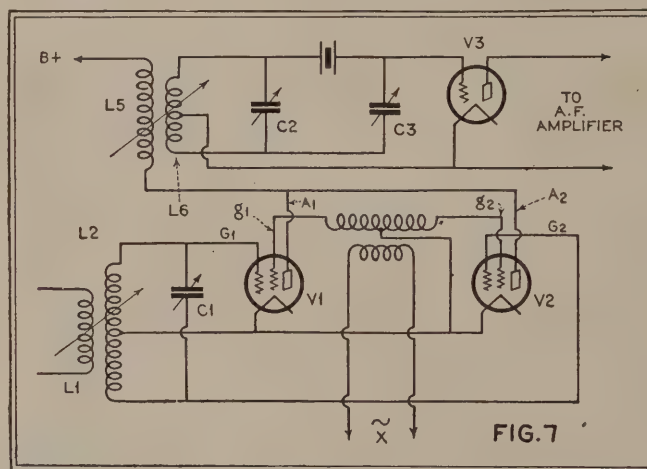 B+
L5
L6
C2
C3
V3
TO
A.F.
AMPLIFIER
L2
g1
A1
g2
A2
G1
G2
C1
V1
V2
L1
~
X
FIG.7